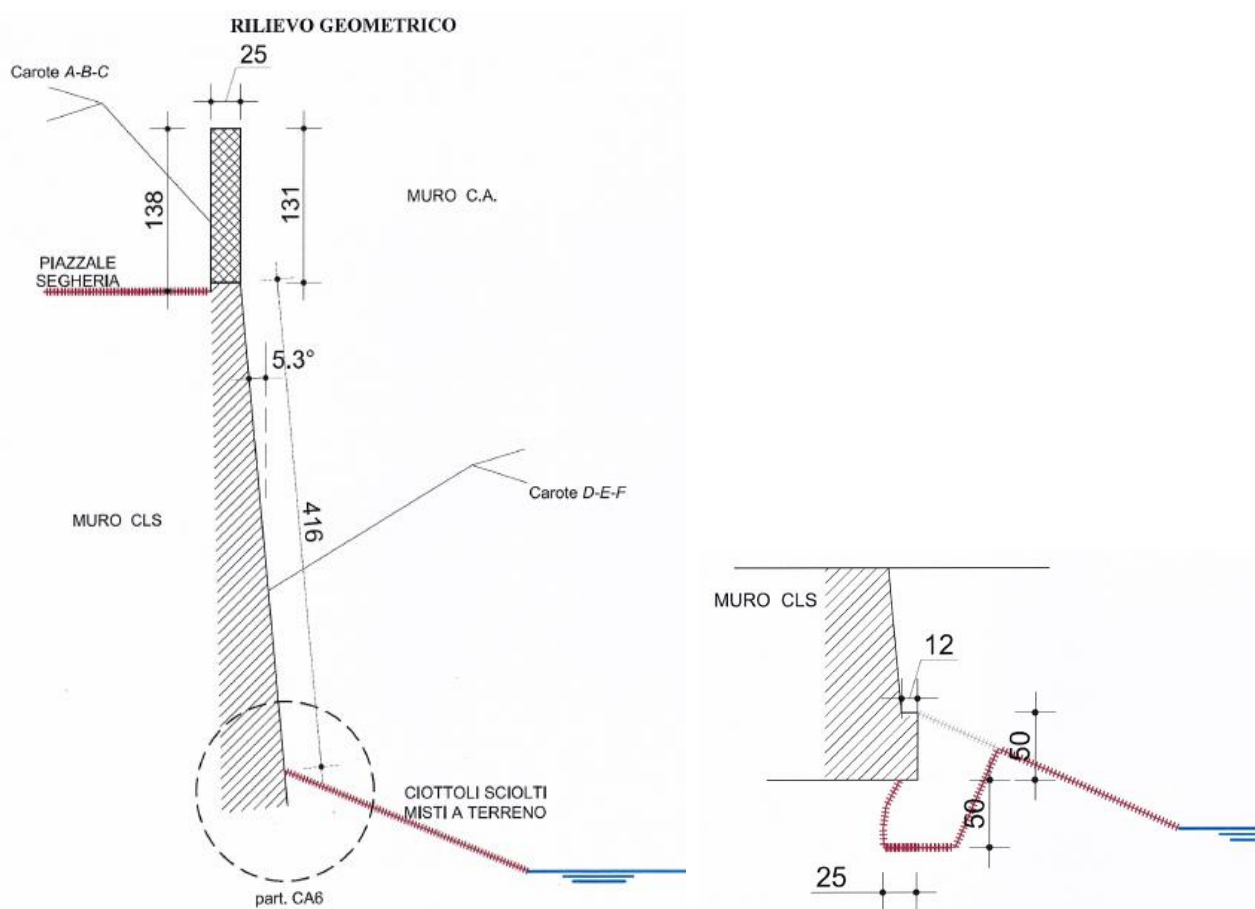 RILIEVO GEOMETRICO
25
Carote A-B-C
138
131
MURO C.A.
PIAZZALE
SEGHERIA
5.3°
416
Carote D-E-F
MURO CLS
CIOTTOLI SCIOLTI
MISTI A TERRENO
part. CA6
MURO CLS
12
50
50
25